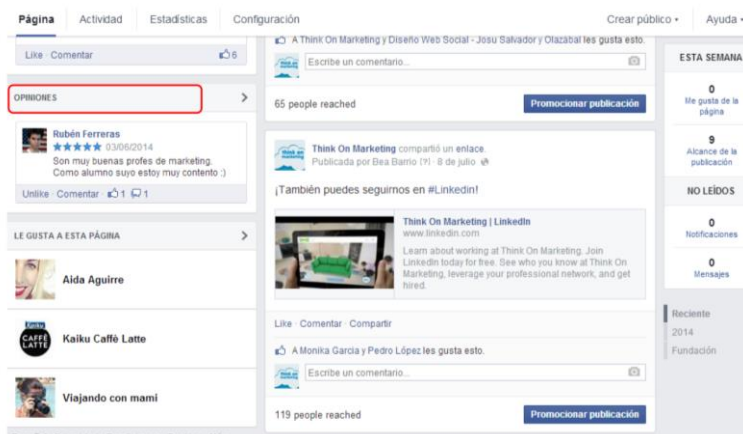 Página Actividad Estadísticas Configuración Crear público Ayuda
Like · Comentar 6
OPINIONES
Rubén Ferreras
03/06/2014
Son muy buenas profes de marketing.
Como alumno suyo estoy muy contento :)
Unlike · Comentar · 1 1
LE GUSTA A ESTA PÁGINA
Aida Aguirre
Kaiku
CAFFÈ
LATTE
Kaiku Caffè Latte
Viajando con mami
A Think On Marketing y Diseño Web Social - Josu Salvador y Olazabal les gusta esto.
Escribe un comentario...
65 people reached
Promocionar publicación
Think On Marketing compartió un enlace.
Publicada por Bea Barrio [?] · 8 de julio
¡También puedes seguirnos en #Linkedin!
Think On Marketing | LinkedIn
www.linkedin.com
Learn about working at Think On Marketing. Join
LinkedIn today for free. See who you know at Think On
Marketing, leverage your professional network, and get
hired.
Like · Comentar · Compartir
A Monika Garcia y Pedro López les gusta esto.
Escribe un comentario...
119 people reached
Promocionar publicación
ESTA SEMANA
0
Me gusta de la
página
9
Alcance de la
publicación
NO LEÍDOS
0
Notificaciones
0
Mensajes
Reciente
2014
Fundación